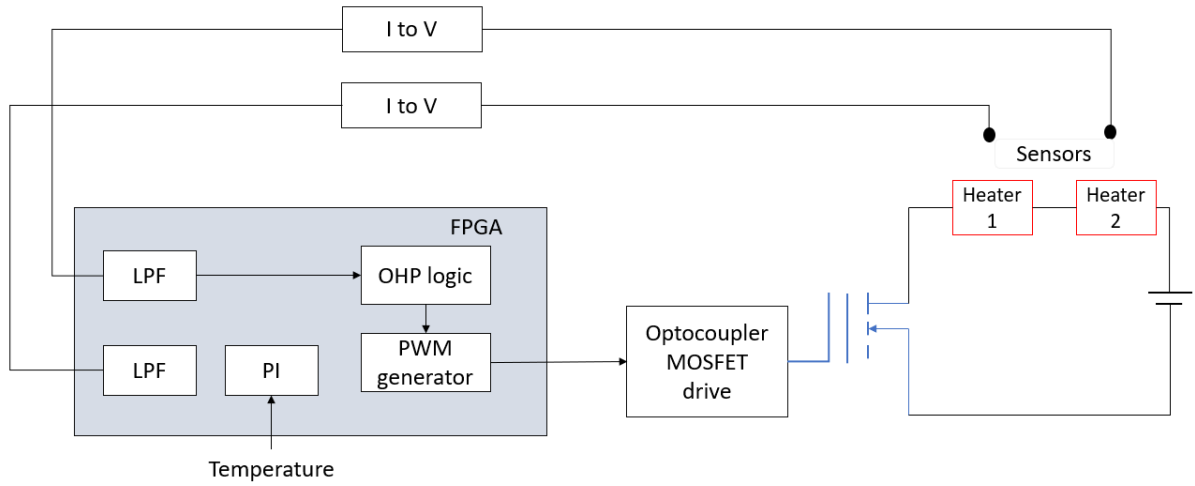 I to V
I to V
Sensors
Heater
1
Heater
2
FPGA
LPF
OHP logic
LPF
PI
PWM
generator
Optocoupler
MOSFET
drive
Temperature